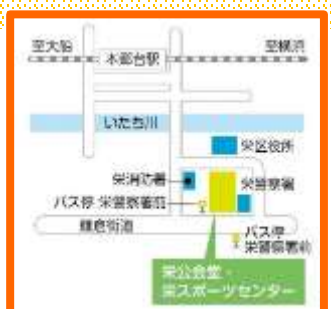 至大船
至横浜
本郷台駅
いたち川
栄区役所
栄消防署
栄警察署
バス停 栄警察署前
鎌倉街道
バス停
栄警察署前
栄公会堂・
栄スポーツセンター